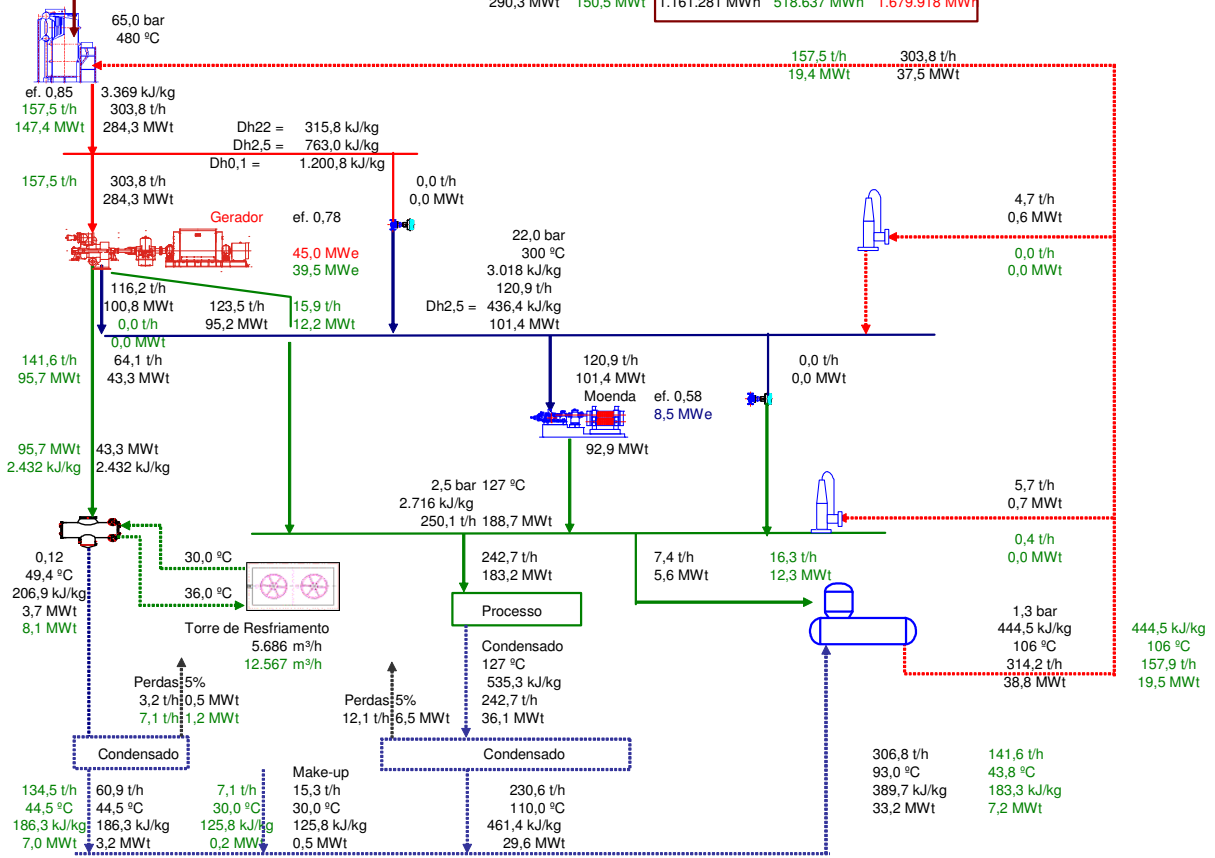 290,3 MWt 150,5 MWt 1.161.281 MWh 518.637 MWh 1.679.918 MWh
65,0 bar
480 ºC
157,5 t/h 303,8 t/h
19,4 MWt 37,5 MWt
ef. 0,85 3.369 kJ/kg
157,5 t/h 303,8 t/h
147,4 MWt 284,3 MWt
Dh22 = 315,8 kJ/kg
Dh2,5 = 763,0 kJ/kg
Dh0,1 = 1.200,8 kJ/kg
157,5 t/h 303,8 t/h
284,3 MWt
0,0 t/h
0,0 MWt
Gerador ef. 0,78
45,0 MWe
39,5 MWe
4,7 t/h
0,6 MWt
0,0 t/h
0,0 MWt
22,0 bar
300 ºC
3.018 kJ/kg
120,9 t/h
Dh2,5 = 436,4 kJ/kg
101,4 MWt
116,2 t/h
100,8 MWt
0,0 t/h
0,0 MWt
123,5 t/h 15,9 t/h
95,2 MWt 12,2 MWt
141,6 t/h 64,1 t/h
95,7 MWt 43,3 MWt
120,9 t/h
101,4 MWt
0,0 t/h
0,0 MWt
Moenda ef. 0,58
8,5 MWe
92,9 MWt
95,7 MWt 43,3 MWt
2.432 kJ/kg 2.432 kJ/kg
2,5 bar 127 ºC
2.716 kJ/kg
250,1 t/h 188,7 MWt
5,7 t/h
0,7 MWt
0,4 t/h
0,0 MWt
0,12
49,4 ºC
206,9 kJ/kg
3,7 MWt
8,1 MWt
30,0 ºC
36,0 ºC
Torre de Resfriamento
5.686 m³/h
12.567 m³/h
242,7 t/h
183,2 MWt
7,4 t/h 16,3 t/h
5,6 MWt 12,3 MWt
Processo
1,3 bar
444,5 kJ/kg 444,5 kJ/kg
106 ºC 106 ºC
314,2 t/h 157,9 t/h
38,8 MWt 19,5 MWt
Condensado
127 ºC
535,3 kJ/kg
242,7 t/h
36,1 MWt
Perdas 5%
3,2 t/h 0,5 MWt
7,1 t/h 1,2 MWt
Perdas 5%
12,1 t/h 6,5 MWt
Condensado
Condensado
306,8 t/h 141,6 t/h
93,0 ºC 43,8 ºC
389,7 kJ/kg 183,3 kJ/kg
33,2 MWt 7,2 MWt
Make-up
134,5 t/h 60,9 t/h 7,1 t/h 15,3 t/h 230,6 t/h
44,5 ºC 44,5 ºC 30,0 ºC 30,0 ºC 110,0 ºC
186,3 kJ/kg 186,3 kJ/kg 125,8 kJ/kg 125,8 kJ/kg 461,4 kJ/kg
7,0 MWt 3,2 MWt 0,2 MWt 0,5 MWt 29,6 MWt